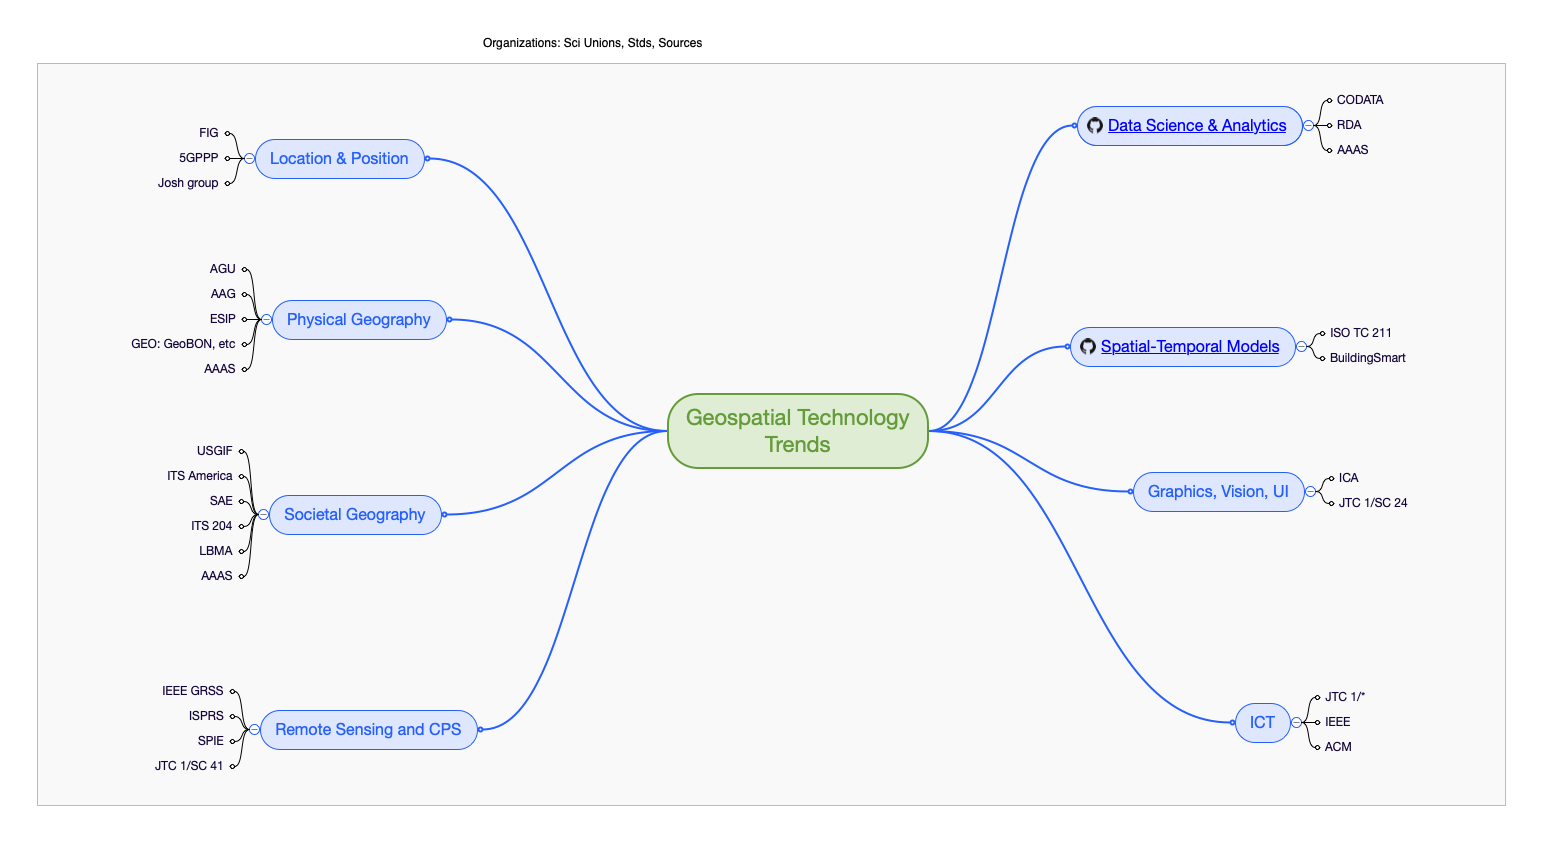 Organizations: Sci Unions, Stds, Sources
Geospatial Technology
Trends
Location & Position
FIG
5GPPP
Josh group
Physical Geography
AGU
AAG
ESIP
GEO: GeoBON, etc
AAAS
Societal Geography
USGIF
ITS America
SAE
ITS 204
LBMA
AAAS
Remote Sensing and CPS
IEEE GRSS
ISPRS
SPIE
JTC 1/SC 41
Data Science & Analytics
CODATA
RDA
AAAS
Spatial-Temporal Models
ISO TC 211
BuildingSmart
Graphics, Vision, UI
ICA
JTC 1/SC 24
ICT
JTC 1/*
IEEE
ACM